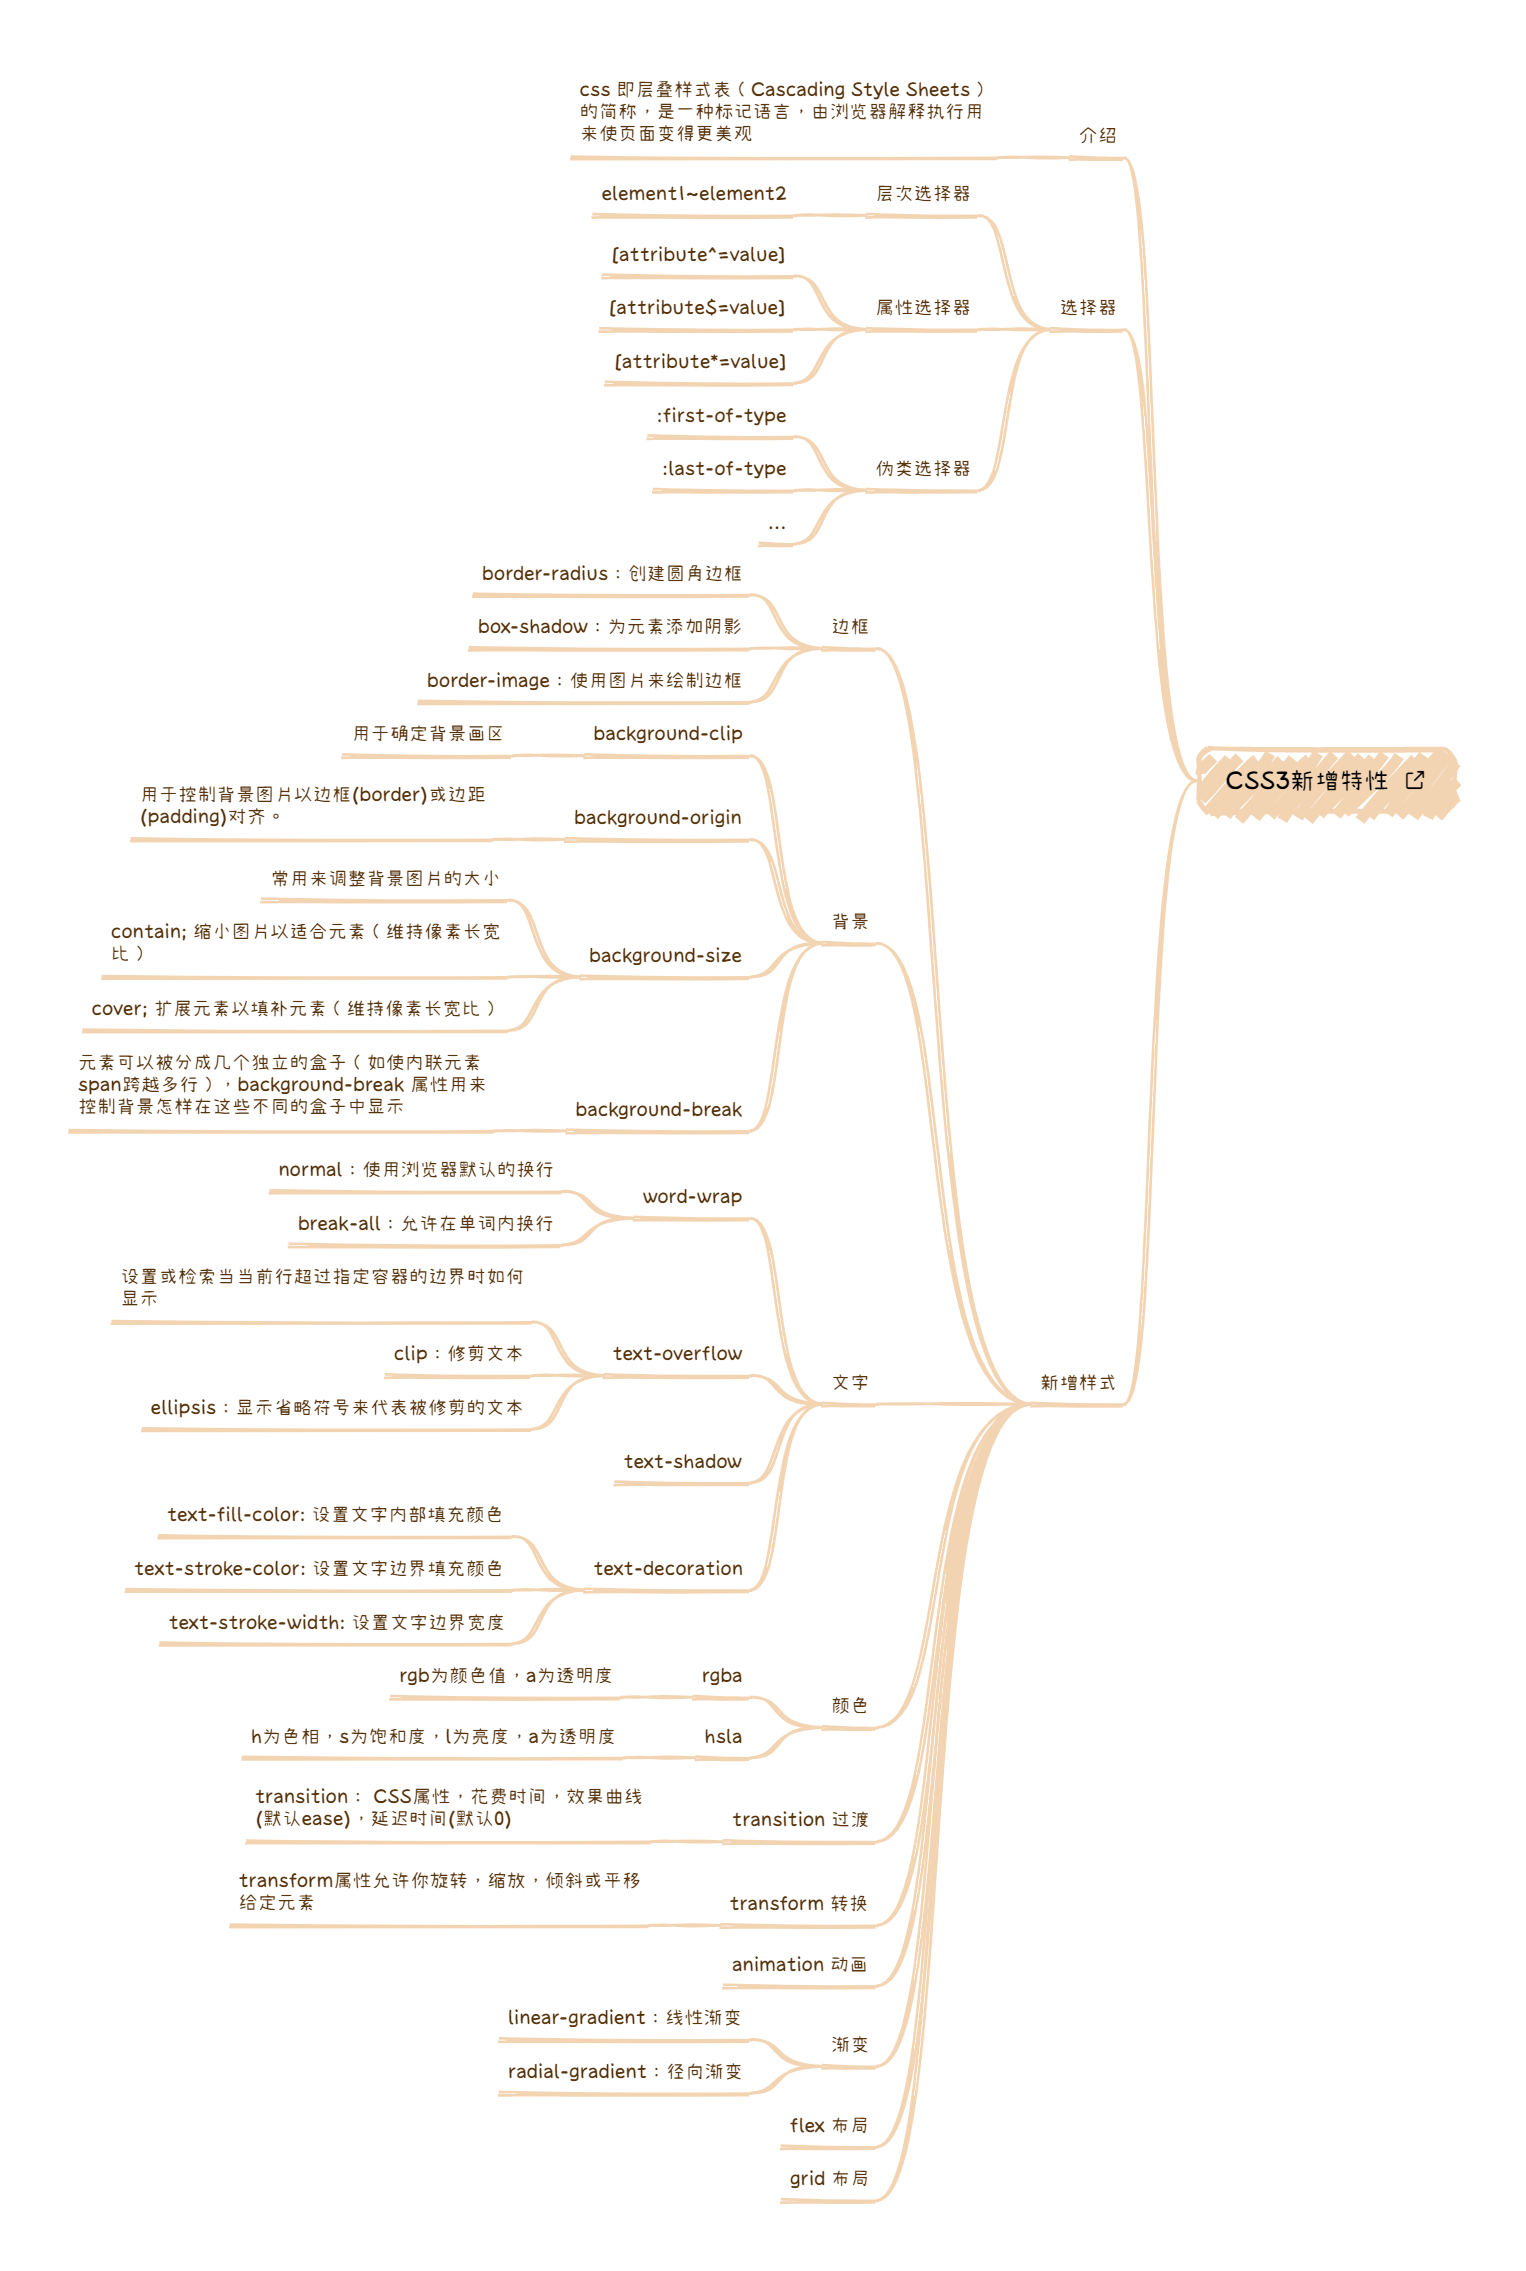 css 即层叠样式表（Cascading Style Sheets）
的简称，是一种标记语言，由浏览器解释执行用
来使页面变得更美观
介绍
element1~element2
层次选择器
[attribute^=value]
[attribute$=value]
属性选择器
选择器
[attribute*=value]
:first-of-type
:last-of-type
伪类选择器
...
border-radius：创建圆角边框
box-shadow：为元素添加阴影
边框
border-image：使用图片来绘制边框
用于确定背景画区
background-clip
CSS3新增特性
用于控制背景图片以边框(border)或边距
(padding)对齐。
background-origin
常用来调整背景图片的大小
背景
contain; 缩小图片以适合元素（维持像素长宽
比）
background-size
cover; 扩展元素以填补元素（维持像素长宽比）
元素可以被分成几个独立的盒子（如使内联元素
span跨越多行），background-break 属性用来
控制背景怎样在这些不同的盒子中显示
background-break
normal：使用浏览器默认的换行
word-wrap
break-all：允许在单词内换行
设置或检索当当前行超过指定容器的边界时如何
显示
clip：修剪文本
text-overflow
文字
新增样式
ellipsis：显示省略符号来代表被修剪的文本
text-shadow
text-fill-color: 设置文字内部填充颜色
text-stroke-color: 设置文字边界填充颜色
text-decoration
text-stroke-width: 设置文字边界宽度
rgb为颜色值，a为透明度
rgba
颜色
h为色相，s为饱和度，l为亮度，a为透明度
hsla
transition： CSS属性，花费时间，效果曲线
(默认ease)，延迟时间(默认0)
transition 过渡
transform属性允许你旋转，缩放，倾斜或平移
给定元素
transform 转换
animation 动画
linear-gradient：线性渐变
渐变
radial-gradient：径向渐变
flex 布局
grid 布局